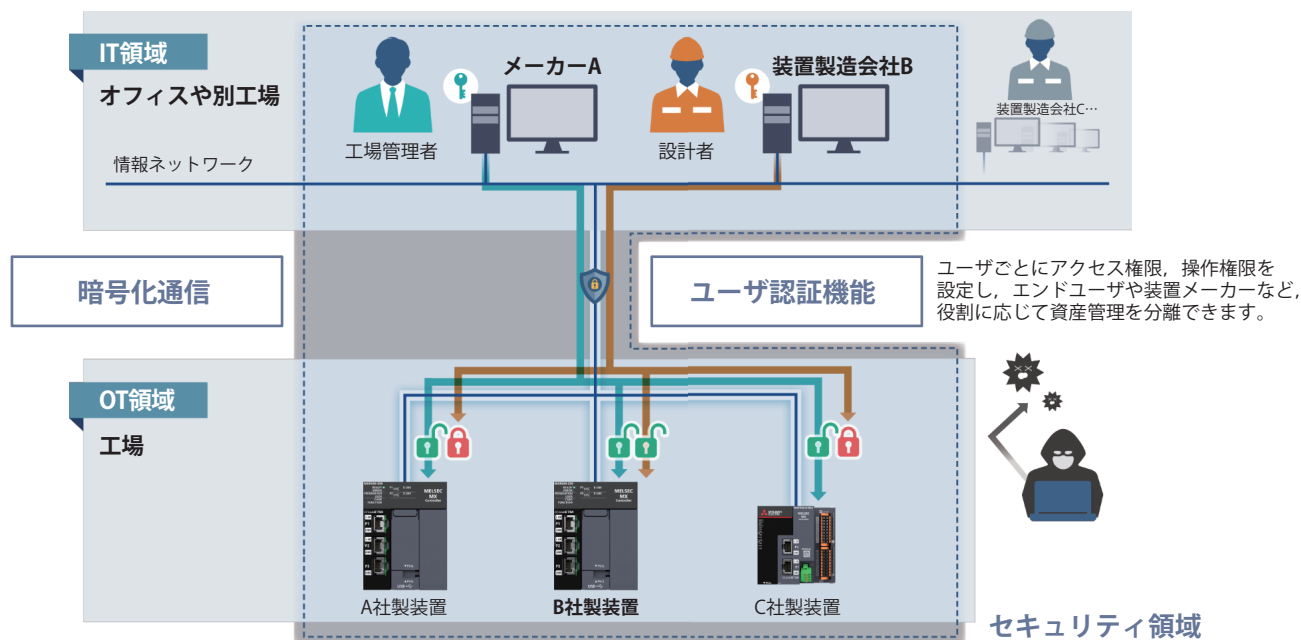 IT領域
オフィスや別工場
メーカーA
装置製造会社B
装置製造会社C…
工場管理者
設計者
情報ネットワーク
暗号化通信
ユーザ認証機能
ユーザごとにアクセス権限，操作権限を
設定し，エンドユーザや装置メーカーなど，
役割に応じて資産管理を分離できます。
OT領域
工場
MELSEC
MX
Controller
MELSEC
MX
Controller
A社製装置
B社製装置
C社製装置
セキュリティ領域